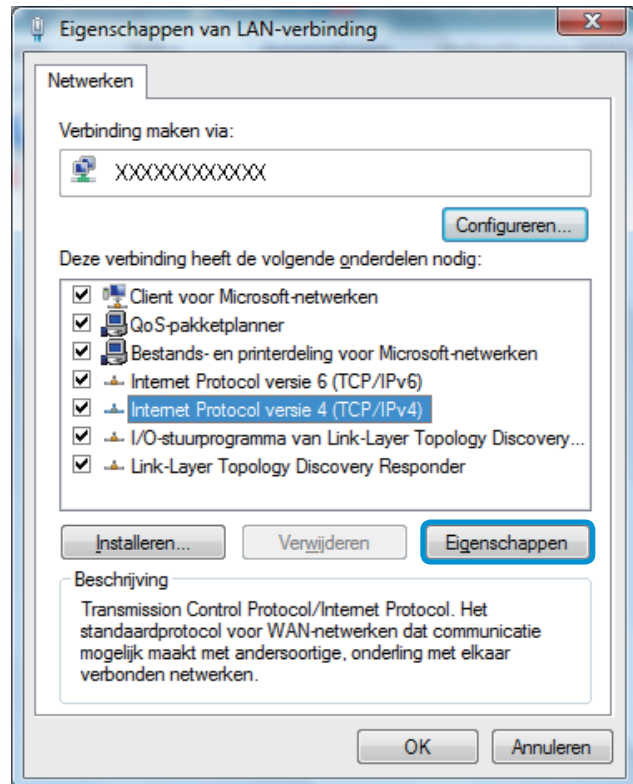 Eigenschappen van LAN-verbinding
Netwerken
Verbinding maken via:
XXXXXXXXXXXX
Configureren...
Deze verbinding heeft de volgende onderdelen nodig:
Client voor Microsoft-netwerken
QoS-pakketplanner
Bestands- en printerdeling voor Microsoft-netwerken
Internet Protocol versie 6 (TCP/IPv6)
Internet Protocol versie 4 (TCP/IPv4)
I/O-stuurprogramma van Link-Layer Topology Discovery...
Link-Layer Topology Discovery Responder
Installeren...
Verwijderen
Eigenschappen
Beschrijving
Transmission Control Protocol/Internet Protocol. Het
standaardprotocol voor WAN-netwerken dat communicatie
mogelijk maakt met andersoortige, onderling met elkaar
verbonden netwerken.
OK
Annuleren